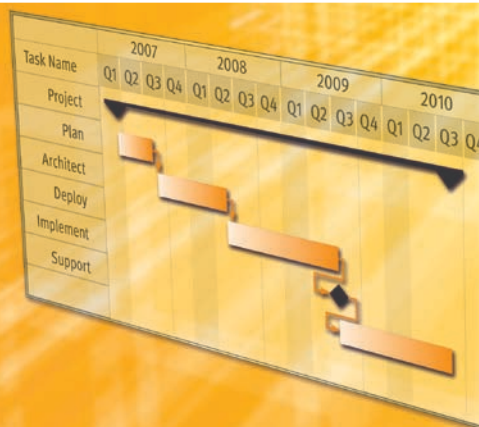 2007 2008 2009 2010
Task Name Q1 Q2 Q3 Q4 Q1 Q2 Q3 Q4 Q1 Q2 Q3 Q4 Q1 Q2 Q3 Q4
Project
Plan
Architect
Deploy
Implement
Support